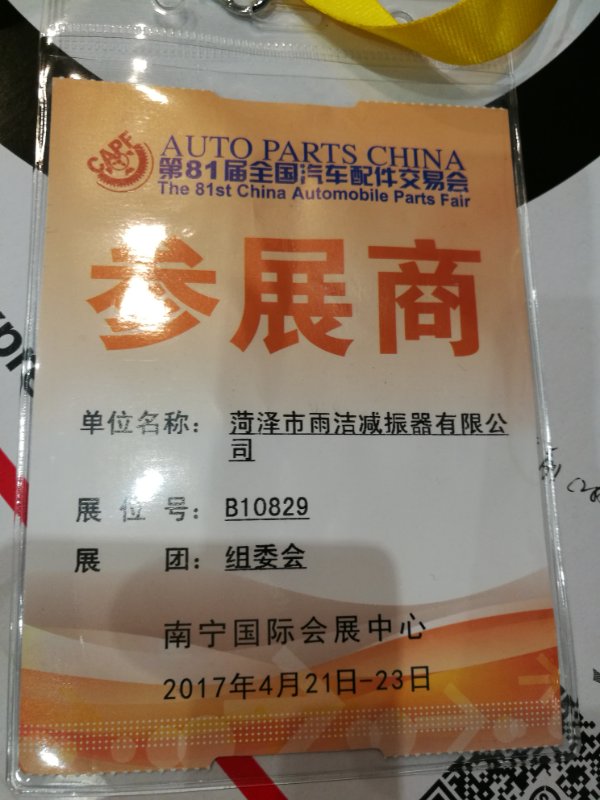 CAPF
AUTO PARTS CHINA
第81届全国汽车配件交易会
The 81st China Automobile Parts Fair
参展商
单位名称：菏泽市雨洁减振器有限公
司
展位号：B10829
展团：组委会
南宁国际会展中心
2017年4月21日-23日